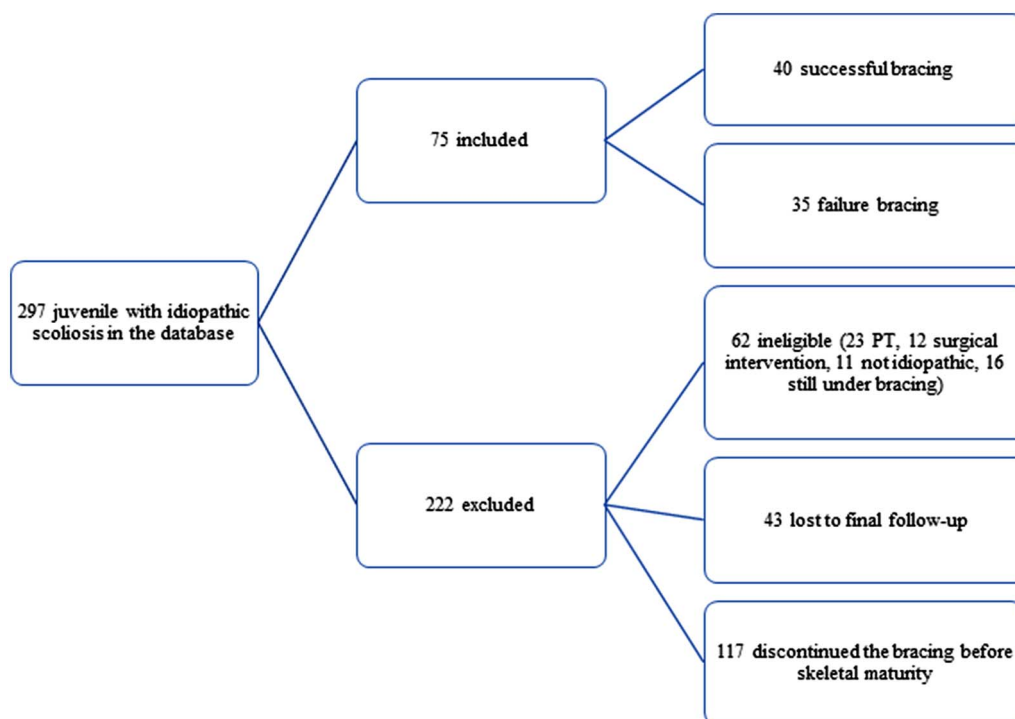 297 juvenile with idiopathic
scoliosis in the database
75 included
40 successful bracing
35 failure bracing
222 excluded
62 ineligible (23 PT, 12 surgical
intervention, 11 not idiopathic, 16
still under bracing)
43 lost to final follow-up
117 discontinued the bracing before
skeletal maturity